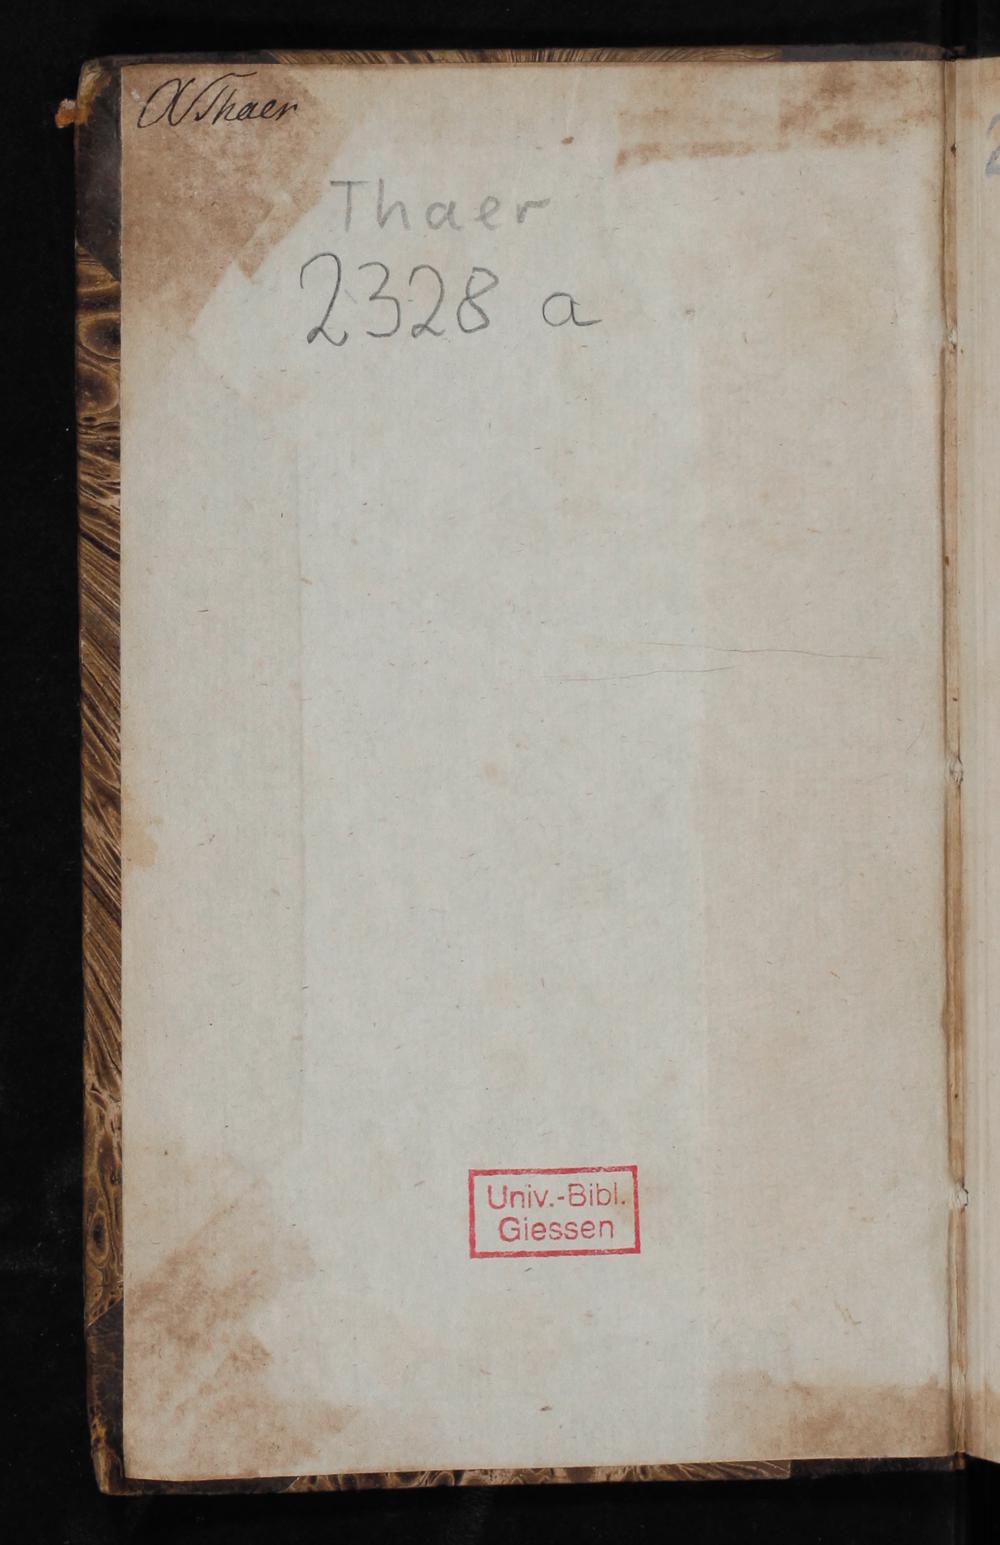 Thaer
Thaer
2328 a
Univ.-Bibl.
Giessen